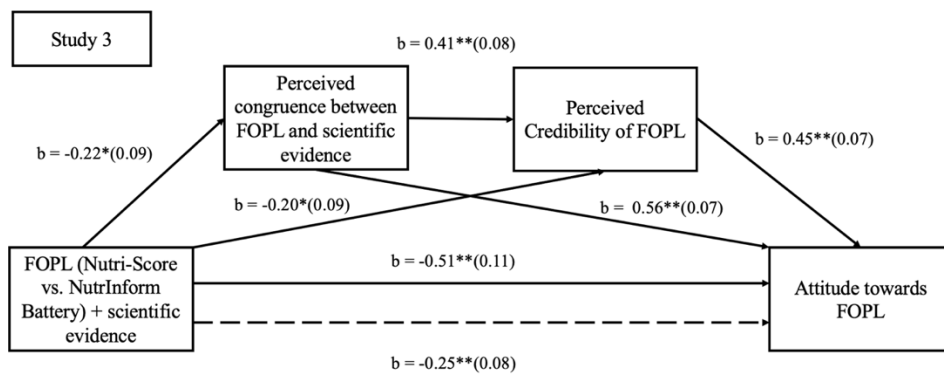 Study 3
b = 0.41**(0.08)
Perceived
congruence between
FOPL and scientific
evidence
Perceived
Credibility of FOPL
b = -0.22*(0.09)
b = 0.45**(0.07)
b = -0.20*(0.09)
b =  0.56**(0.07)
FOPL (Nutri-Score
vs. NutrInform
Battery) + scientific
evidence
b = -0.51**(0.11)
Attitude towards
FOPL
b = -0.25**(0.08)